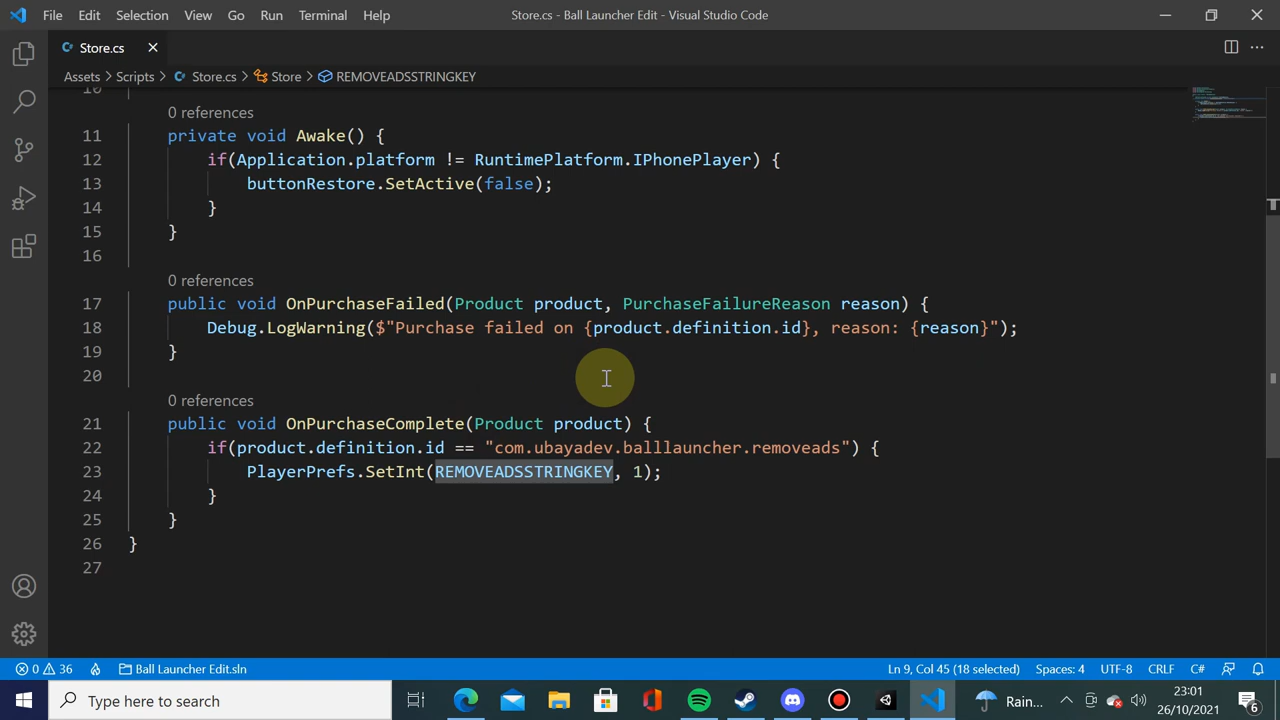 File Edit Selection View Go Run Terminal Help Store.cs - Ball Launcher Edit - Visual Studio Code
Store.cs
Assets > Scripts > Store.cs > Store > REMOVEADSSTRINGKEY
10
0 references
11 private void Awake() {
12 if(Application.platform != RuntimePlatform.IPhonePlayer) {
13 buttonRestore.SetActive(false);
14 }
15 }
16
0 references
17 public void OnPurchaseFailed(Product product, PurchaseFailureReason reason) {
18 Debug.LogWarning($"Purchase failed on {product.definition.id}, reason: {reason}");
19 }
20
0 references
21 public void OnPurchaseComplete(Product product) {
22 if(product.definition.id == "com.ubayadev.balllauncher.removeads") {
23 PlayerPrefs.SetInt(REMOVEADSSTRINGKEY, 1);
24 }
25 }
26 }
27
0 36 Ball Launcher Edit.sln Ln 9, Col 45 (18 selected) Spaces: 4 UTF-8 CRLF C#
Type here to search Rain... 23:01
26/10/2021 6